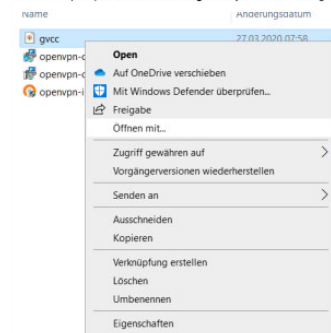 Name Änderungsdatum
gvcc 27.03.2020 07:58
openvpn-c
openvpn-c
openvpn-i
Open
Auf OneDrive verschieben
Mit Windows Defender überprüfen...
Freigabe
Öffnen mit...
Zugriff gewähren auf
Vorgängerversionen wiederherstellen
Senden an
Ausschneiden
Kopieren
Verknüpfung erstellen
Löschen
Umbenennen
Eigenschaften